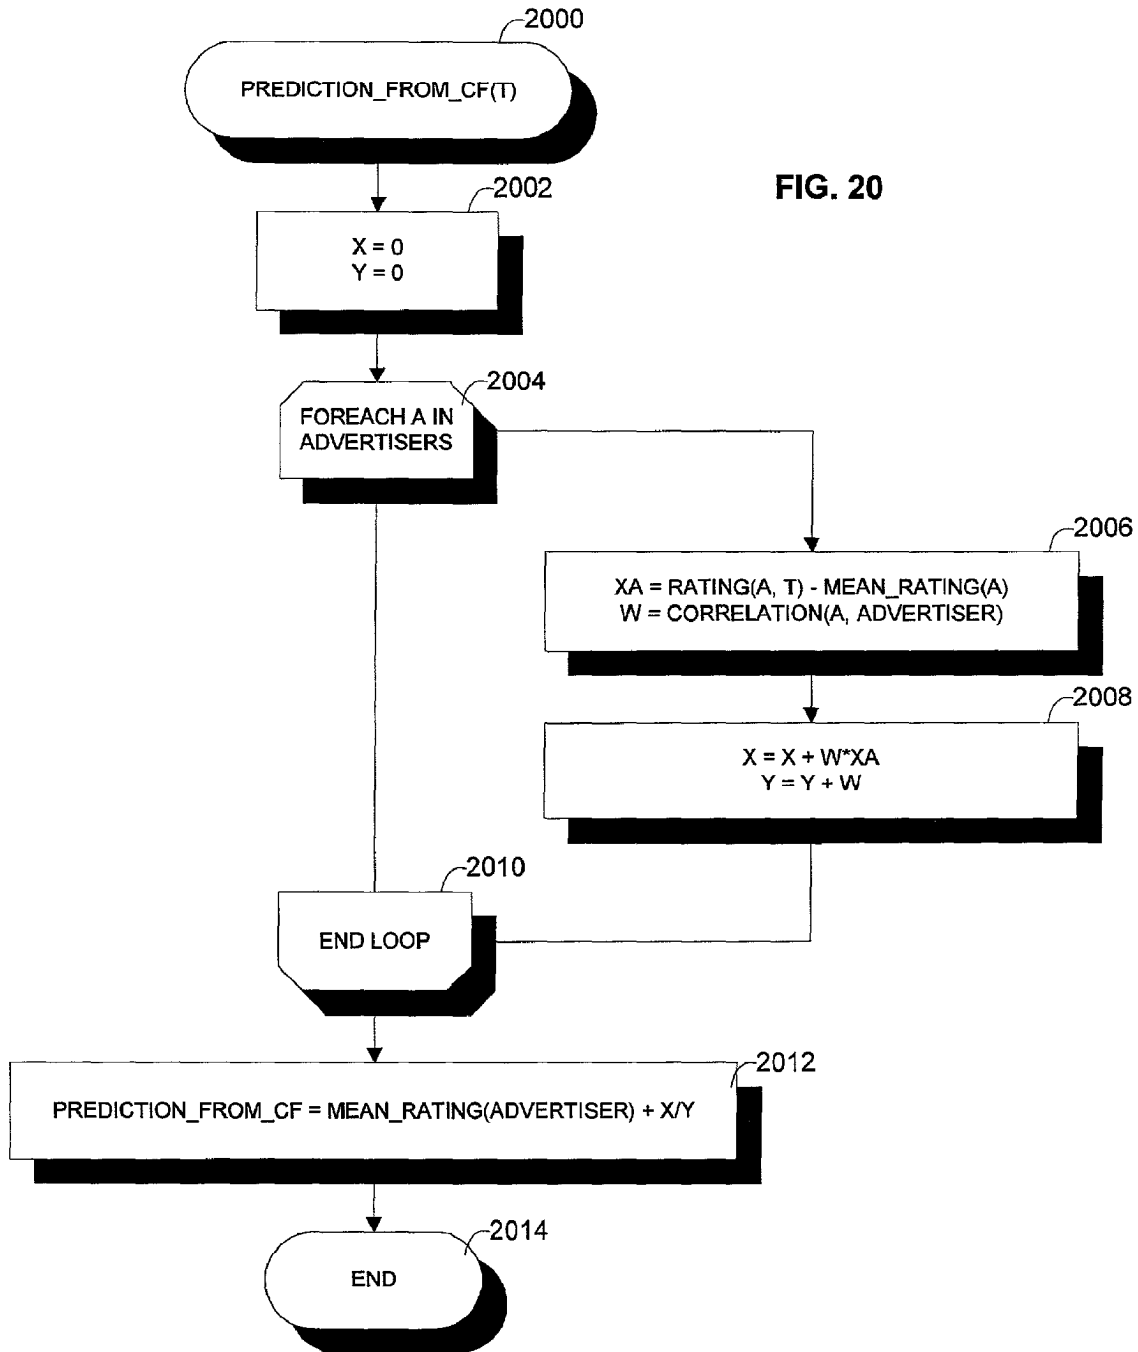 2000
PREDICTION_FROM_CF(T)
FIG. 20
2002
X = 0
Y = 0
2004
FOREACH A IN
ADVERTISERS
2006
XA = RATING(A, T) - MEAN_RATING(A)
W = CORRELATION(A, ADVERTISER)
2008
X = X + W*XA
Y = Y + W
2010
END LOOP
2012
PREDICTION_FROM_CF = MEAN_RATING(ADVERTISER) + X/Y
2014
END